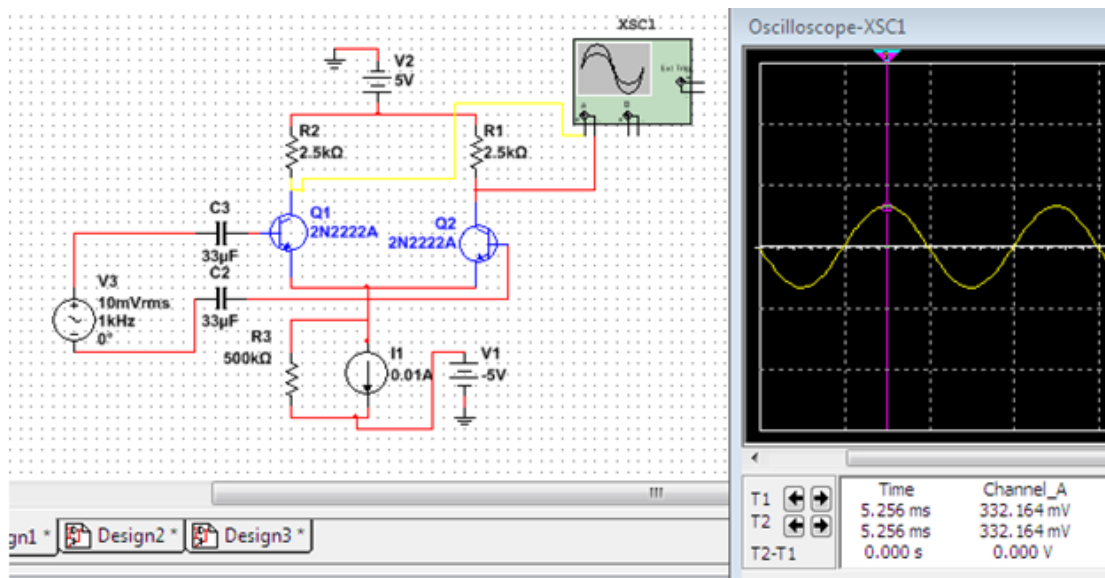 XSC1
Ext Trig
A
B
V2
5V
R2
2.5kΩ
R1
2.5kΩ
C3
33µF
Q1
2N2222A
Q2
2N2222A
C2
33µF
V3
10mVrms
1kHz
0°
R3
500kΩ
I1
0.01A
V1
-5V
gn1 *
Design2 *
Design3 *
Oscilloscope-XSC1
T1
T2
T2-T1
Time Channel_A
5.256 ms 332.164 mV
5.256 ms 332.164 mV
0.000 s 0.000 V